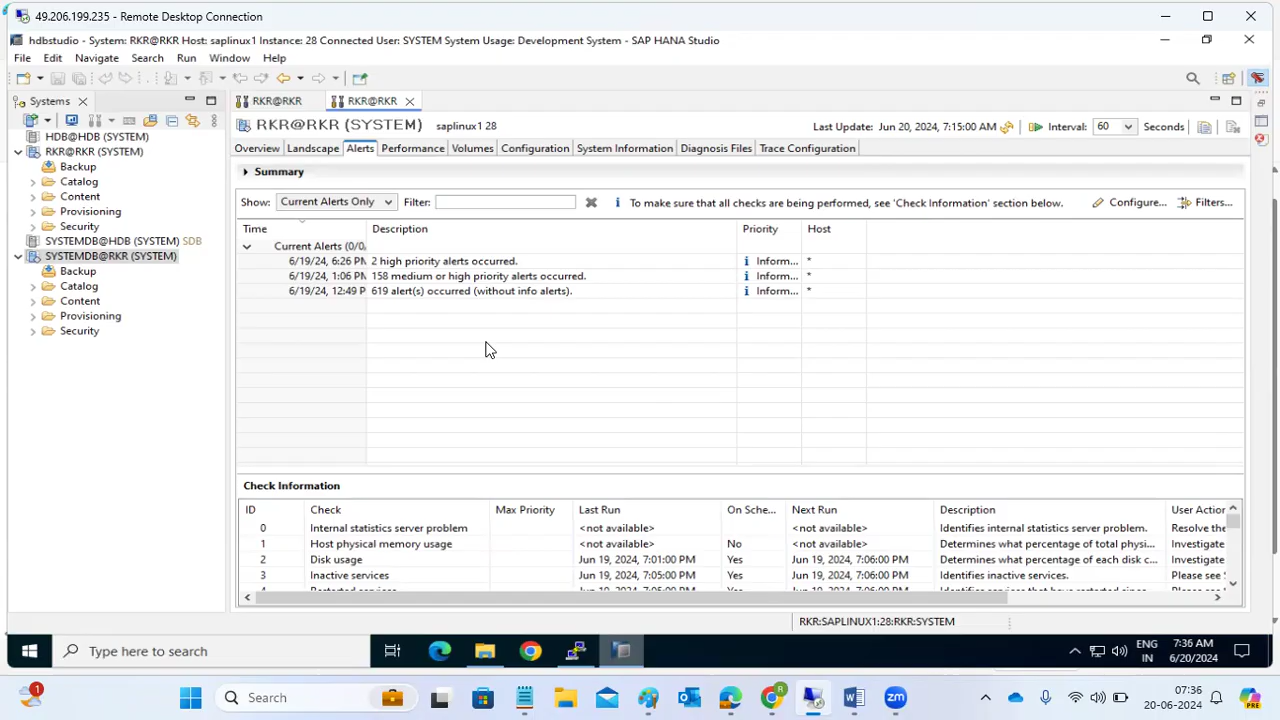 49.206.199.235 - Remote Desktop Connection
hdbstudio - System: RKR@RKR Host: saplinux1 Instance: 28 Connected User: SYSTEM System Usage: Development System - SAP HANA Studio
File Edit Navigate Search Run Window Help
Systems RKR@RKR RKR@RKR
HDB@HDB (SYSTEM)
RKR@RKR (SYSTEM)
Backup
Catalog
Content
Provisioning
Security
SYSTEMDB@HDB (SYSTEM) SDB
SYSTEMDB@RKR (SYSTEM)
Backup
Catalog
Content
Provisioning
Security
RKR@RKR (SYSTEM) saplinux1 28
Last Update: Jun 20, 2024, 7:15:00 AM Interval: 60 Seconds
Overview Landscape Alerts Performance Volumes Configuration System Information Diagnosis Files Trace Configuration
Summary
Show: Current Alerts Only Filter: To make sure that all checks are being performed, see 'Check Information' section below. Configure... Filters...
Time Description Priority Host
Current Alerts (0/0/
6/19/24, 6:26 PM 2 high priority alerts occurred. Inform... *
6/19/24, 1:06 PM 158 medium or high priority alerts occurred. Inform... *
6/19/24, 12:49 P 619 alert(s) occurred (without info alerts). Inform... *
Check Information
ID Check Max Priority Last Run On Sche... Next Run Description User Action
0 Internal statistics server problem <not available> <not available> Identifies internal statistics server problem. Resolve the
1 Host physical memory usage <not available> No <not available> Determines what percentage of total physi... Investigate
2 Disk usage Jun 19, 2024, 7:01:00 PM Yes Jun 19, 2024, 7:06:00 PM Determines what percentage of each disk c... Investigate
3 Inactive services Jun 19, 2024, 7:05:00 PM Yes Jun 19, 2024, 7:06:00 PM Identifies inactive services. Please see
RKR:SAPLINUX1:28:RKR:SYSTEM
Type here to search
ENG
IN
7:36 AM
6/20/2024
1
Search
zm
07:36
20-06-2024
PRE